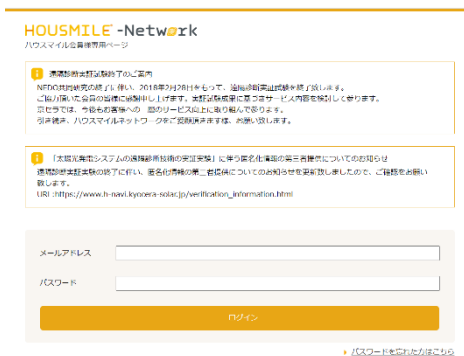 HOUSMILE-Network
ハウスマイル会員様専用ページ
遠隔診断実証試験終了のご案内
NEDO共同研究の終了に伴い、2018年2月28日をもって、遠隔診断実証試験を終了致します。
ご協力頂いた会員の皆様に感謝申し上げます。実証試験成果に基づきサービス内容を検討して参ります。
京セラでは、今後もお客様への一層のサービス向上に取り組んで参ります。
引き続き、ハウスマイルネットワークをご愛顧頂きます様、お願い致します。
「太陽光発電システムの遠隔診断技術の実証実験」に伴う匿名化情報の第三者提供についてのお知らせ
遠隔診断実証実験の終了に伴い、匿名化情報の第三者提供についてのお知らせを更新致しましたので、ご確認をお願い
致します。
URL:https://www.h-navi.kyocera-solar.jp/verification_information.html
メールアドレス
パスワード
ログイン
パスワードを忘れた方はこちら